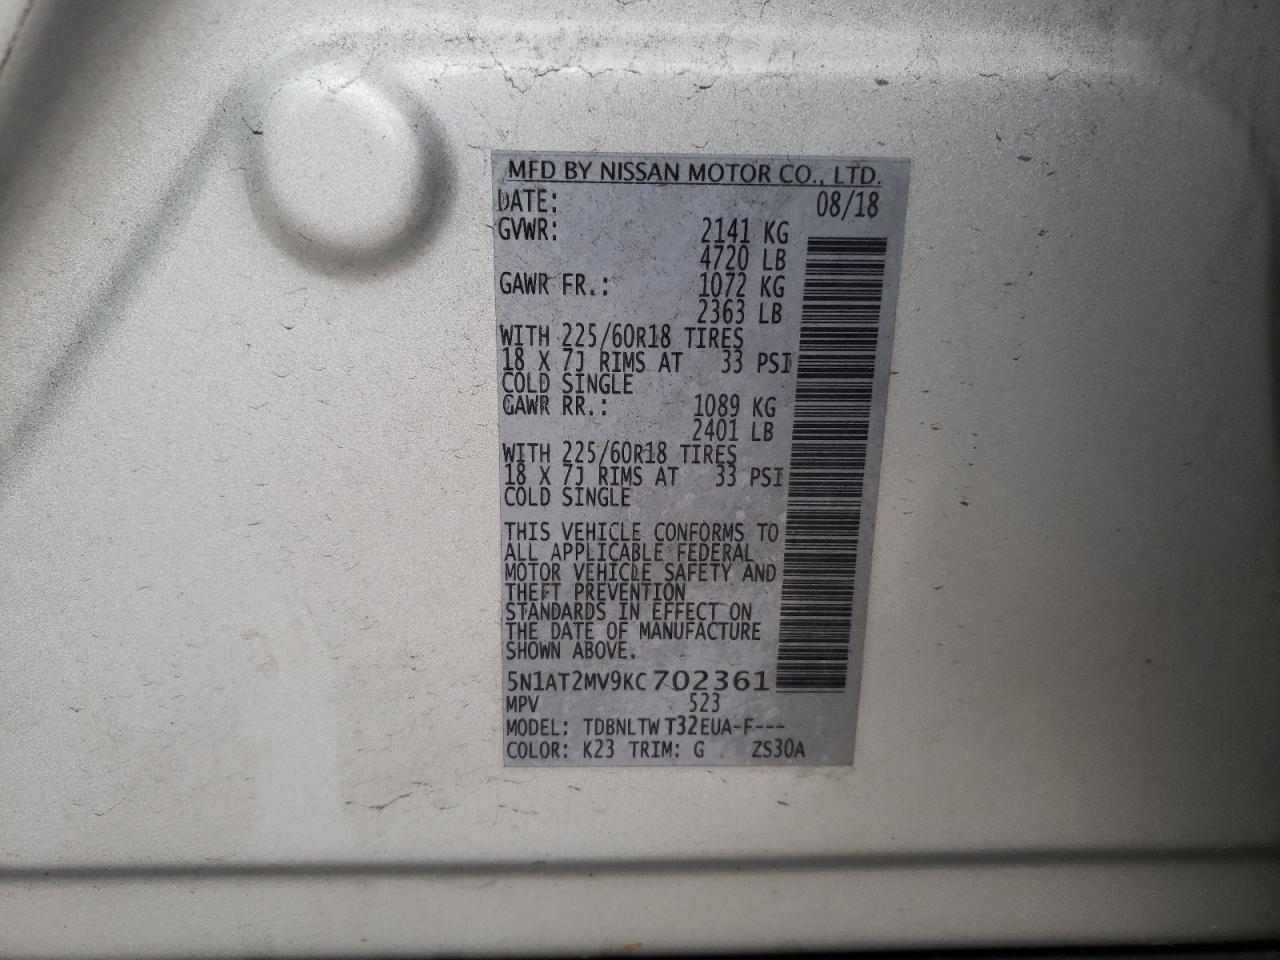 MFD BY NISSAN MOTOR CO., LTD.
DATE: 08/18
GVWR: 2141 KG
4720 LB
GAWR FR.: 1072 KG
2363 LB
WITH 225/60R18 TIRES
18 X 7J RIMS AT 33 PSI
COLD SINGLE
GAWR RR.: 1089 KG
2401 LB
WITH 225/60R18 TIRES
18 X 7J RIMS AT 33 PSI
COLD SINGLE
THIS VEHICLE CONFORMS TO
ALL APPLICABLE FEDERAL
MOTOR VEHICLE SAFETY AND
THEFT PREVENTION
STANDARDS IN EFFECT ON
THE DATE OF MANUFACTURE
SHOWN ABOVE.
5N1AT2MV9KC702361
MPV 523
MODEL: TDBNLTW T32EUA-F---
COLOR: K23 TRIM: G ZS30A